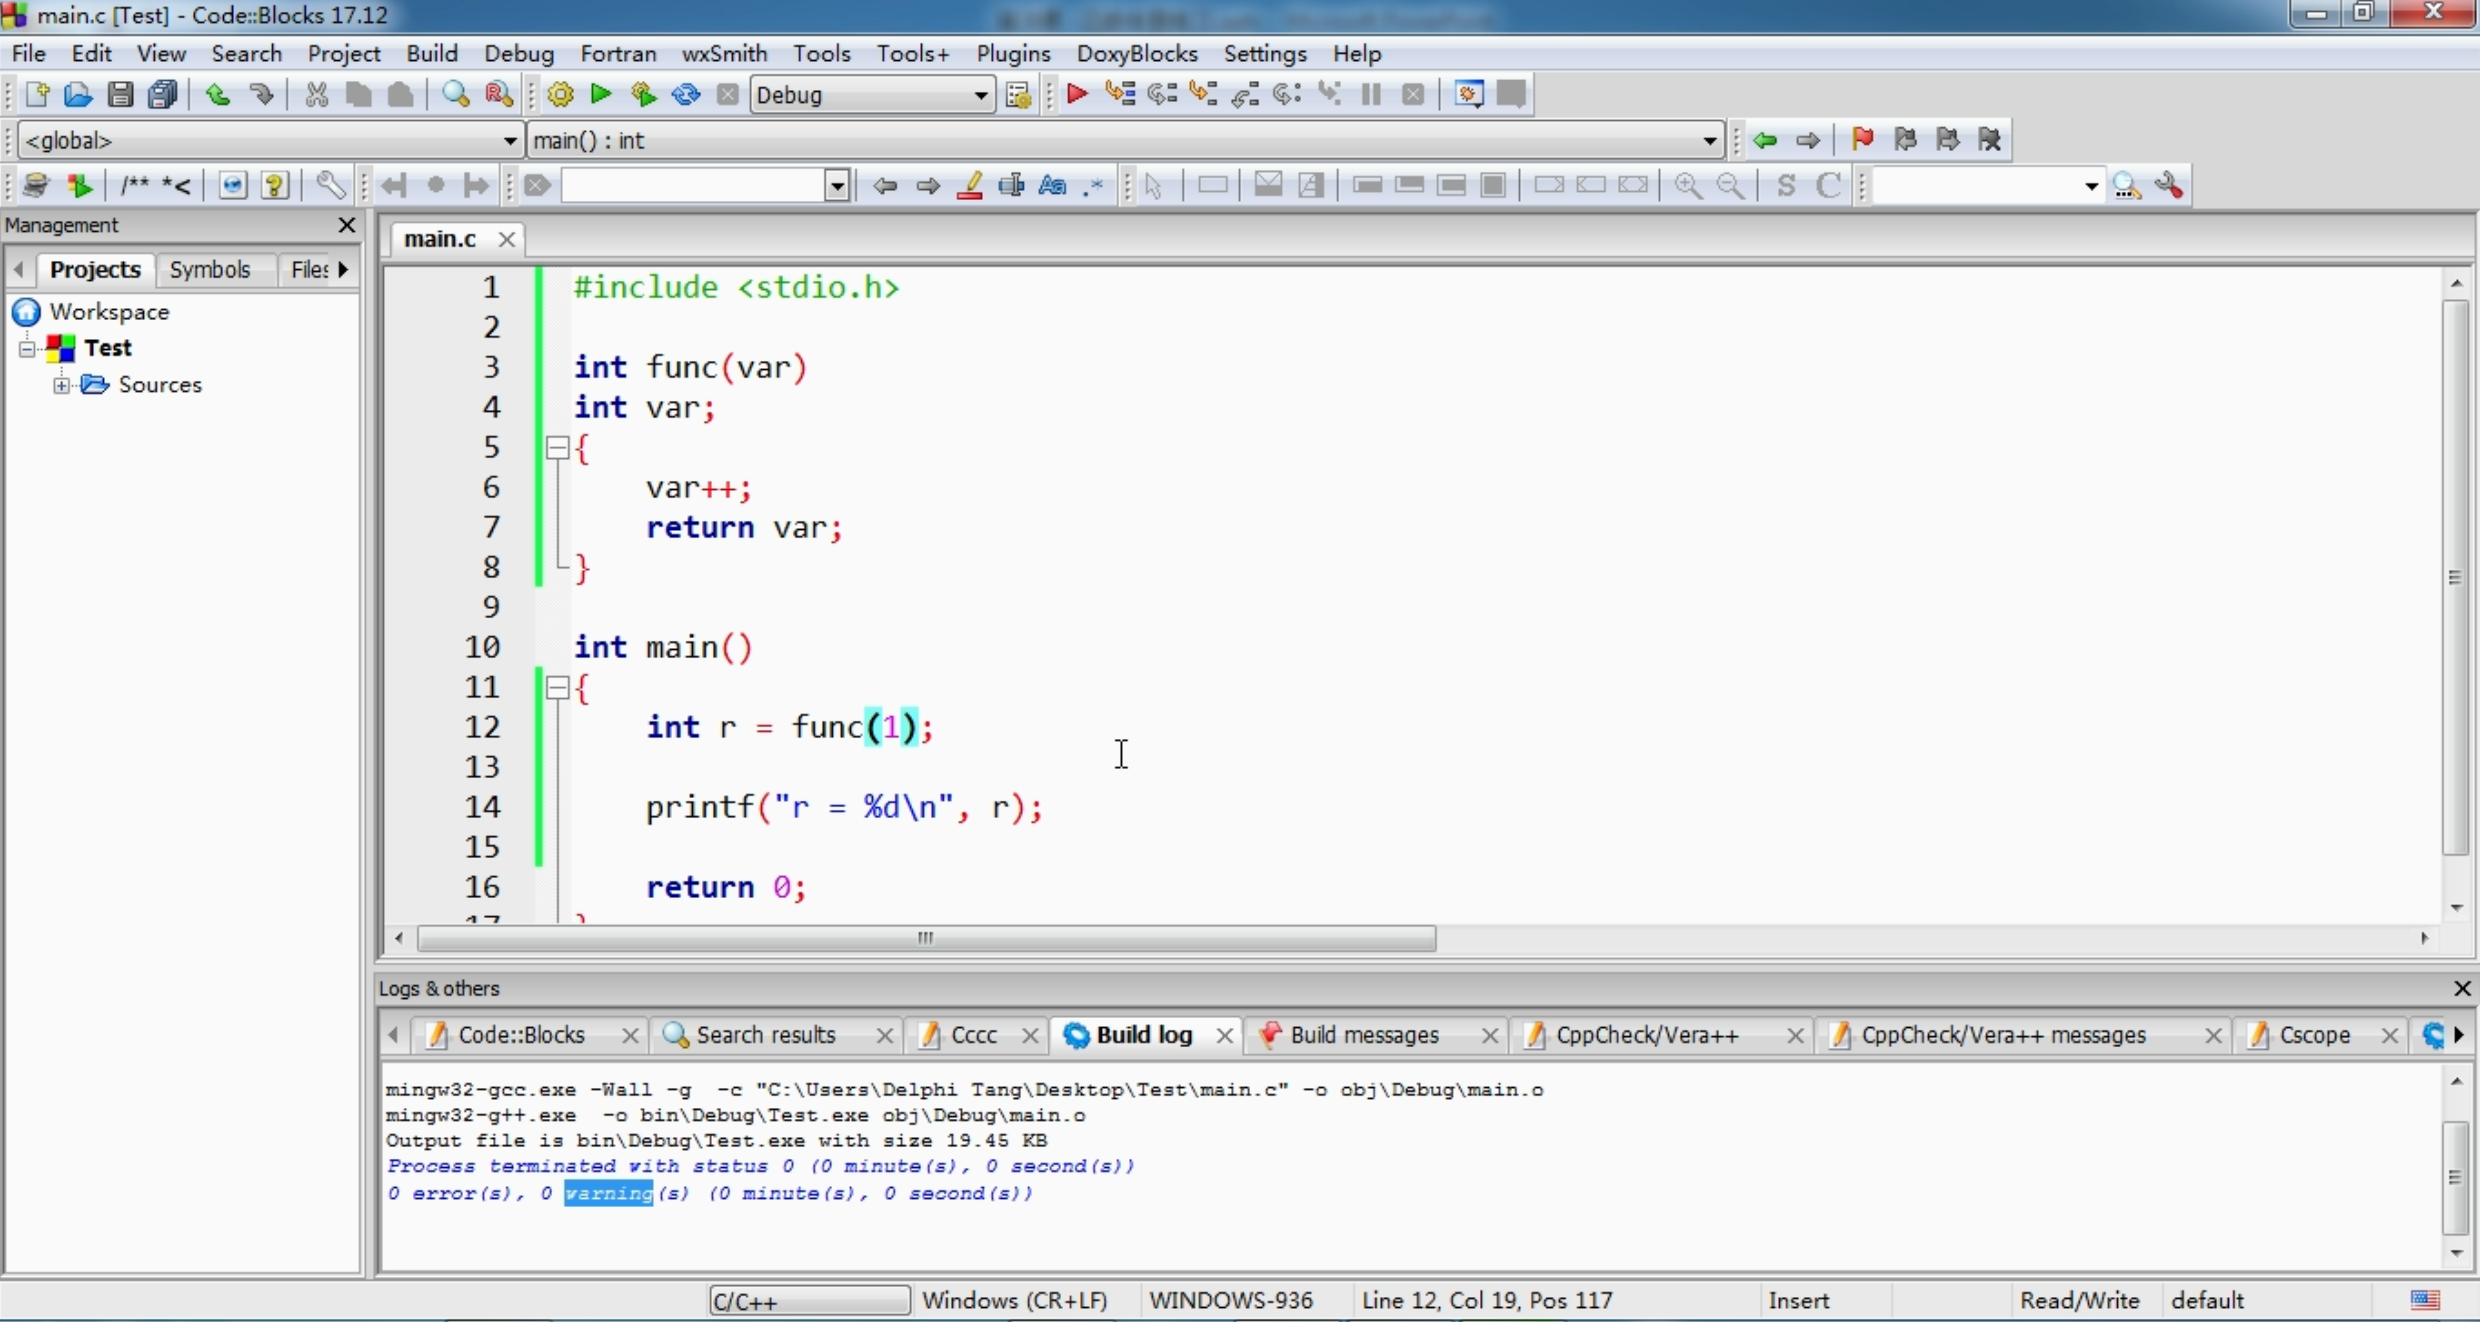 main.c [Test] - Code::Blocks 17.12
File Edit View Search Project Build Debug Fortran wxSmith Tools Tools+ Plugins DoxyBlocks Settings Help
Debug
<global> main() : int
/** *<
S C
Management
main.c
Projects Symbols Files
Workspace
Test
Sources
1 #include <stdio.h>
2
3 int func(var)
4 int var;
5 {
6     var++;
7     return var;
8 }
9
10 int main()
11 {
12     int r = func(1);
13
14     printf("r = %d\n", r);
15
16     return 0;
17 }
Logs & others
Code::Blocks Search results Cccc Build log Build messages CppCheck/Vera++ CppCheck/Vera++ messages Cscope
mingw32-gcc.exe -Wall -g  -c "C:\Users\Delphi Tang\Desktop\Test\main.c" -o obj\Debug\main.o
mingw32-g++.exe  -o bin\Debug\Test.exe obj\Debug\main.o
Output file is bin\Debug\Test.exe with size 19.45 KB
Process terminated with status 0 (0 minute(s), 0 second(s))
0 error(s), 0 warning(s) (0 minute(s), 0 second(s))
C/C++ Windows (CR+LF) WINDOWS-936 Line 12, Col 19, Pos 117 Insert Read/Write default